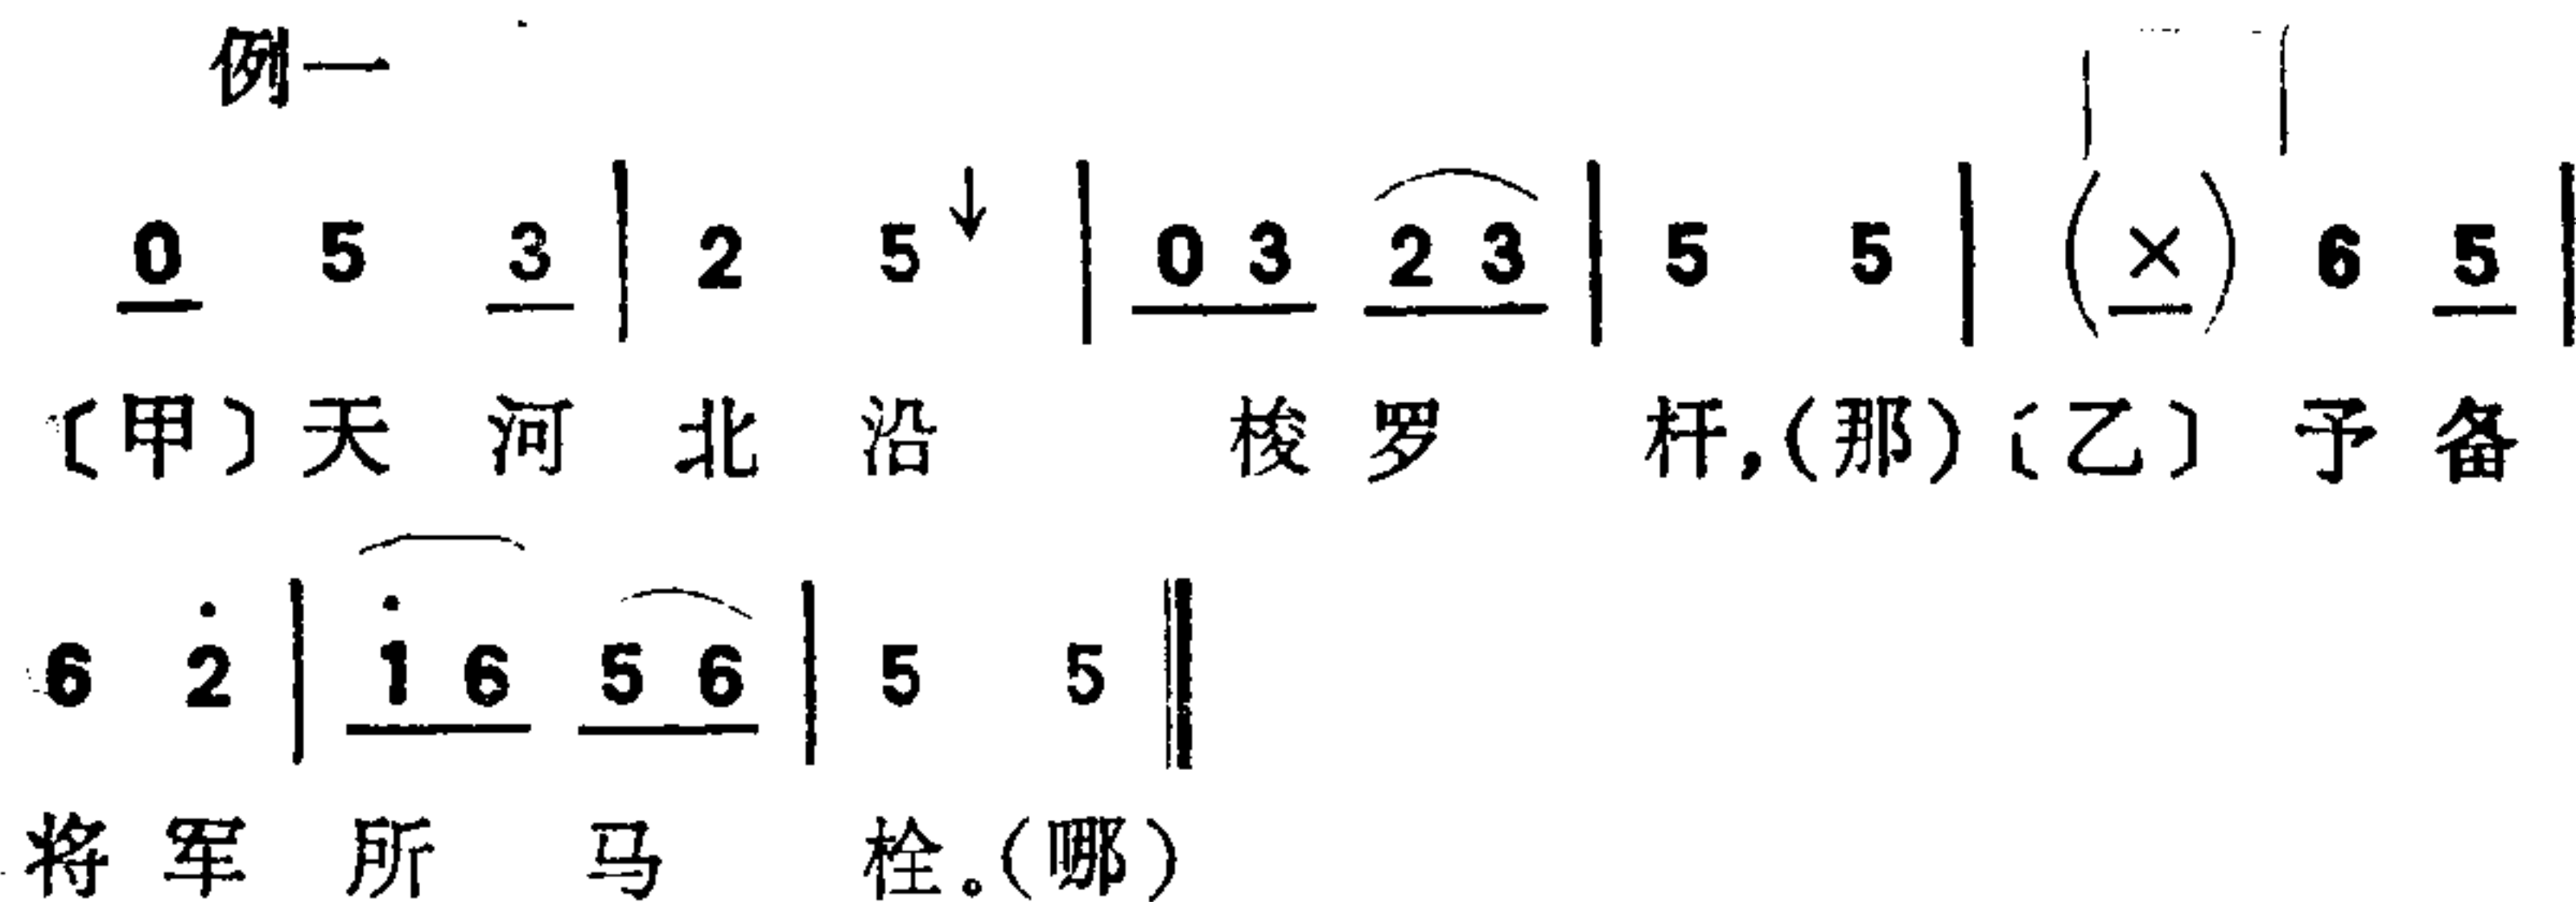 例一
0 5 3 | 2 5↓ | 0 3 2 3 | 5 5 | (×) 6 5 |
〔甲〕天 河 北 沿 梭 罗 杆,(那)〔乙〕予 备
6 2̇ | 1̇ 6 5 6 | 5 5 ‖
将 军 所 马 栓。(哪)